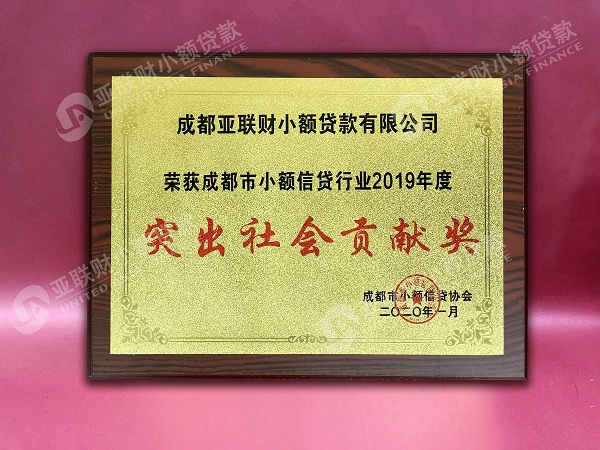 成都亚联财小额贷款有限公司
荣获成都市小额信贷行业2019年度
突出社会贡献奖
成都市小额信贷协会
二〇二〇年一月
亚联财小额贷款
UNITED ASIA FINANCE